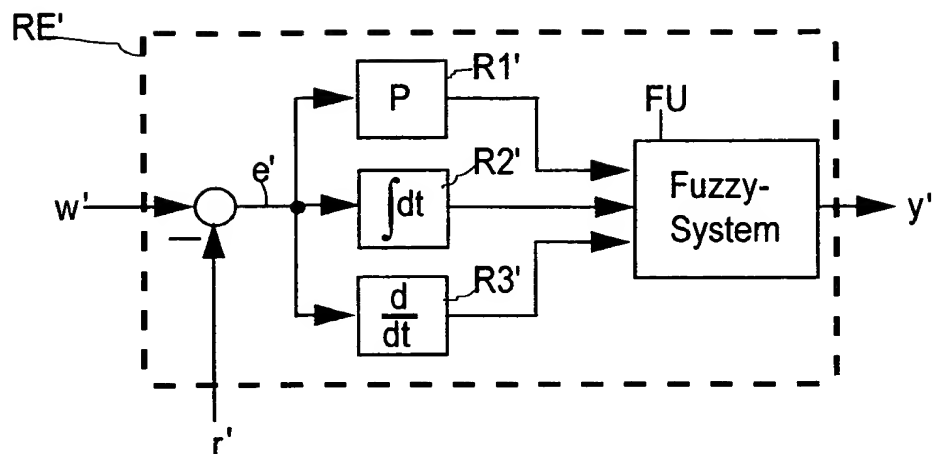 RE'
R1'
P
FU
e'
R2'
w'
∫dt
Fuzzy-
System
y'
−
R3'
d
dt
r'